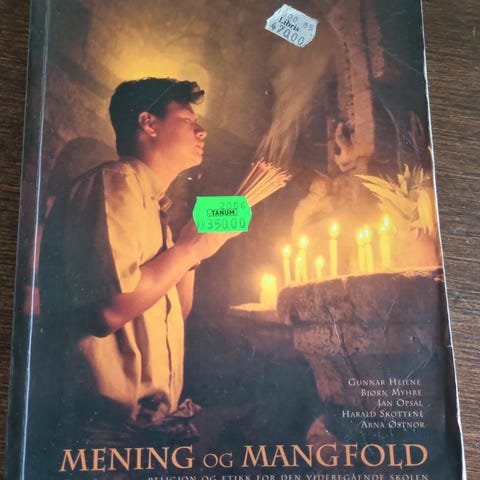 Libris
420.00
2006
TANUM
350.00
GUNNAR HEIENE
BJØRN MYHRE
JAN OPSAL
HARALD SKOTTENE
ARNA ØSTNOR
MENING OG MANGFOLD
RELIGION OG ETIKK FOR DEN VIDEREGÅENDE SKOLEN